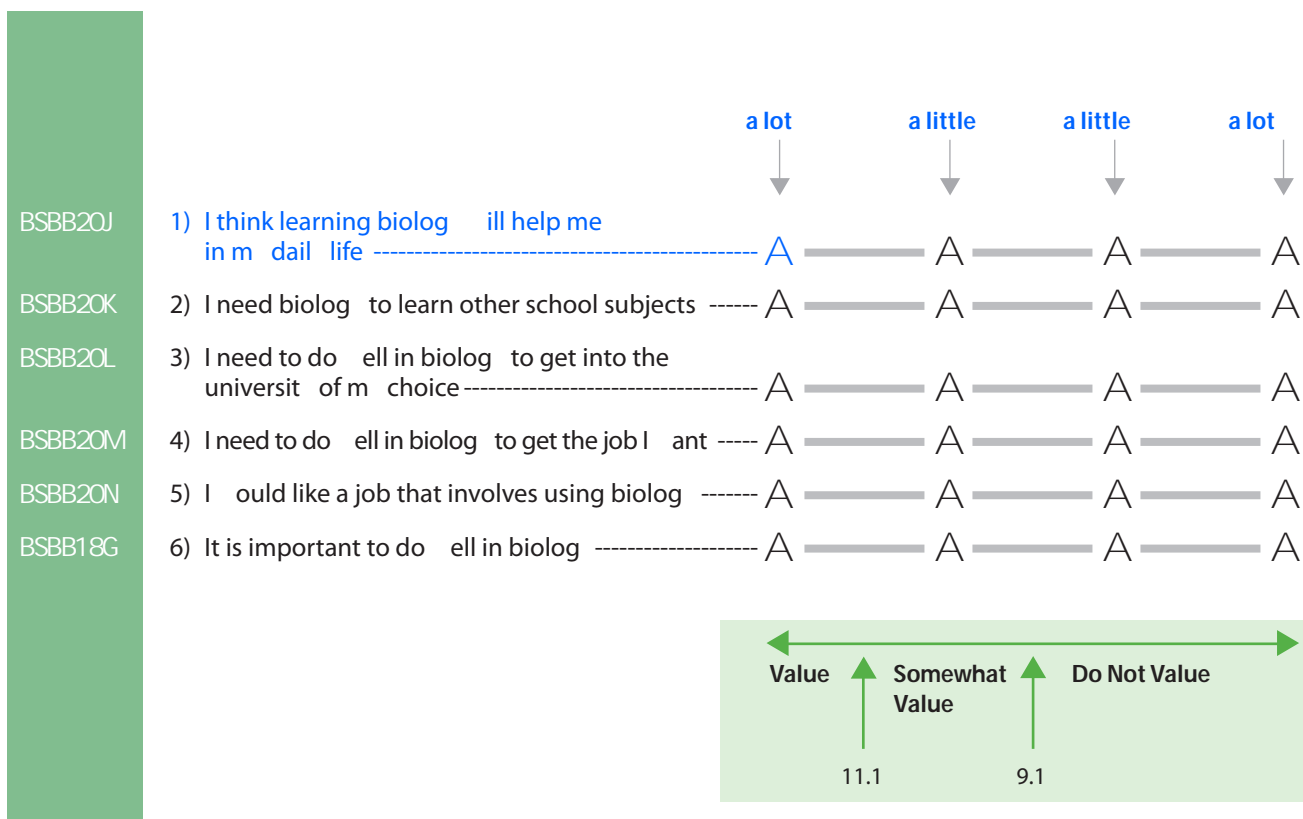 a lot a little a little a lot
BSBB20J 1) I think learning biolog ill help me
in m dail life ----------------------------------------------- A A A A
BSBB20K 2) I need biolog to learn other school subjects ------ A A A A
BSBB20L 3) I need to do ell in biolog to get into the
universit of m choice ------------------------------------ A A A A
BSBB20M 4) I need to do ell in biolog to get the job I ant ----- A A A A
BSBB20N 5) I ould like a job that involves using biolog ------- A A A A
BSBB18G 6) It is important to do ell in biolog -------------------- A A A A
Value Somewhat Do Not Value
Value
11.1 9.1